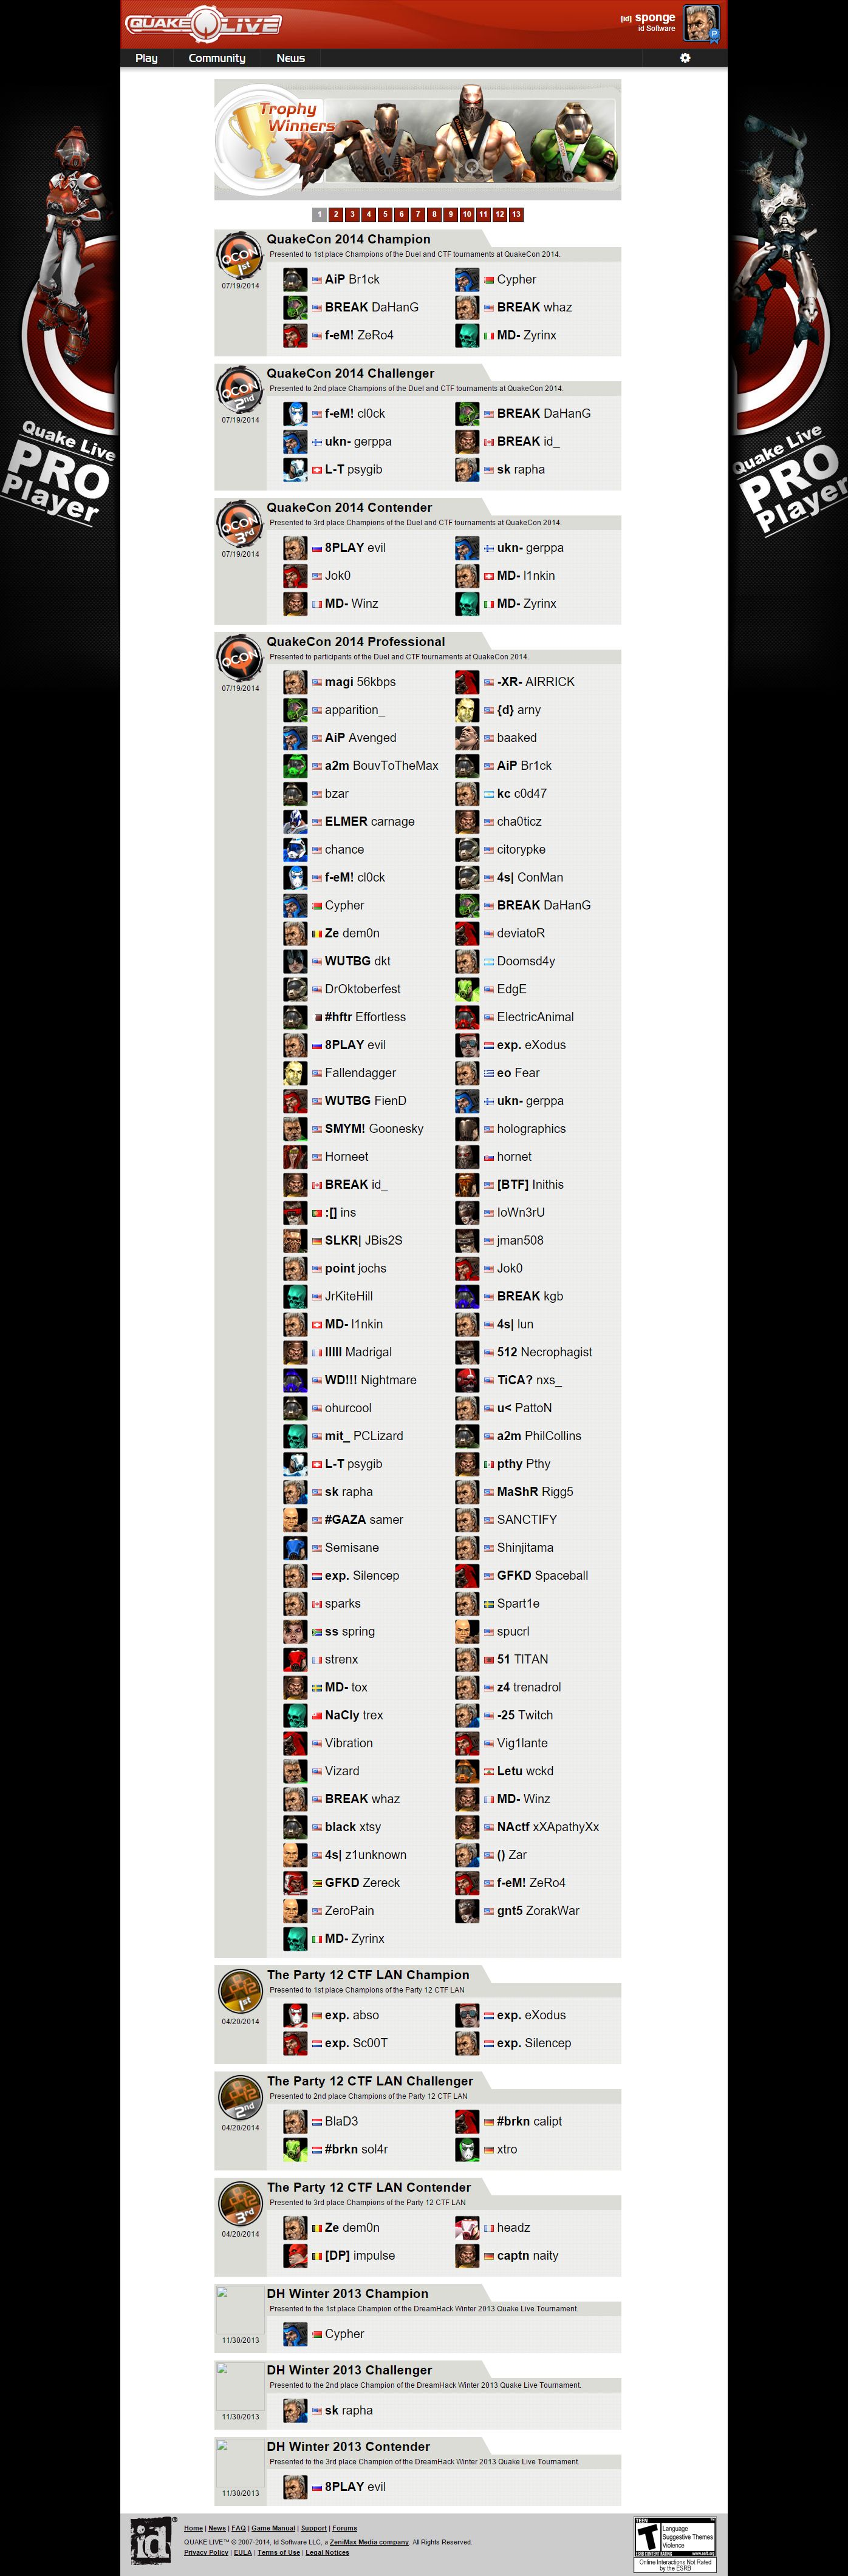 QUAKE LIVE
[id] sponge
id Software
P
Play Community News
Trophy
Winners
1 2 3 4 5 6 7 8 9 10 11 12 13
QCON
1st
07/19/2014
QuakeCon 2014 Champion
Presented to 1st place Champions of the Duel and CTF tournaments at QuakeCon 2014.
AiP Br1ck Cypher
BREAK DaHanG BREAK whaz
f-eM! ZeRo4 MD- Zyrinx
QCON
2nd
07/19/2014
QuakeCon 2014 Challenger
Presented to 2nd place Champions of the Duel and CTF tournaments at QuakeCon 2014.
f-eM! cl0ck BREAK DaHanG
ukn- gerppa BREAK id_
L-T psygib sk rapha
Quake Live
PRO
Player
Quake Live
PRO
Player
QCON
3rd
07/19/2014
QuakeCon 2014 Contender
Presented to 3rd place Champions of the Duel and CTF tournaments at QuakeCon 2014.
8PLAY evil ukn- gerppa
Jok0 MD- l1nkin
MD- Winz MD- Zyrinx
QCON
07/19/2014
QuakeCon 2014 Professional
Presented to participants of the Duel and CTF tournaments at QuakeCon 2014.
magi 56kbps -XR- AIRRICK
apparition_ {d} arny
AiP Avenged baaked
a2m BouvToTheMax AiP Br1ck
bzar kc c0d47
ELMER carnage cha0ticz
chance citorypke
f-eM! cl0ck 4s| ConMan
Cypher BREAK DaHanG
Ze dem0n deviatoR
WUTBG dkt Doomsd4y
DrOktoberfest EdgE
#hftr Effortless ElectricAnimal
8PLAY evil exp. eXodus
Fallendagger eo Fear
WUTBG FienD ukn- gerppa
SMYM! Goonesky holographics
Horneet hornet
BREAK id_ [BTF] Inithis
:[] ins IoWn3rU
SLKR| JBis2S jman508
point jochs Jok0
JrKiteHill BREAK kgb
MD- l1nkin 4s| lun
lllll Madrigal 512 Necrophagist
WD!!! Nightmare TiCA? nxs_
ohurcool u< PattoN
mit_ PCLizard a2m PhilCollins
L-T psygib pthy Pthy
sk rapha MaShR Rigg5
#GAZA samer SANCTIFY
Semisane Shinjitama
exp. Silencep GFKD Spaceball
sparks Spart1e
ss spring spucrl
strenx 51 TITAN
MD- tox z4 trenadrol
NaCly trex -25 Twitch
Vibration Vig1lante
Vizard Letu wckd
BREAK whaz MD- Winz
black xtsy NActf xXApathyXx
4s| z1unknown () Zar
GFKD Zereck f-eM! ZeRo4
ZeroPain gnt5 ZorakWar
MD- Zyrinx
1st
04/20/2014
The Party 12 CTF LAN Champion
Presented to 1st place Champions of the Party 12 CTF LAN
exp. abso exp. eXodus
exp. Sc00T exp. Silencep
2nd
04/20/2014
The Party 12 CTF LAN Challenger
Presented to 2nd place Champions of the Party 12 CTF LAN
BlaD3 #brkn calipt
#brkn sol4r xtro
3rd
04/20/2014
The Party 12 CTF LAN Contender
Presented to 3rd place Champions of the Party 12 CTF LAN
Ze dem0n headz
[DP] impulse captn naity
11/30/2013
DH Winter 2013 Champion
Presented to the 1st place Champion of the DreamHack Winter 2013 Quake Live Tournament.
Cypher
11/30/2013
DH Winter 2013 Challenger
Presented to the 2nd place Champion of the DreamHack Winter 2013 Quake Live Tournament.
sk rapha
11/30/2013
DH Winter 2013 Contender
Presented to the 3rd place Champion of the DreamHack Winter 2013 Quake Live Tournament.
8PLAY evil
id ®
Home | News | FAQ | Game Manual | Support | Forums
QUAKE LIVE™ © 2007-2014, Id Software LLC, a ZeniMax Media company. All Rights Reserved.
Privacy Policy | EULA | Terms of Use | Legal Notices
TEEN
T
Language
Suggestive Themes
Violence
ESRB CONTENT RATING www.esrb.org
Online Interactions Not Rated
by the ESRB